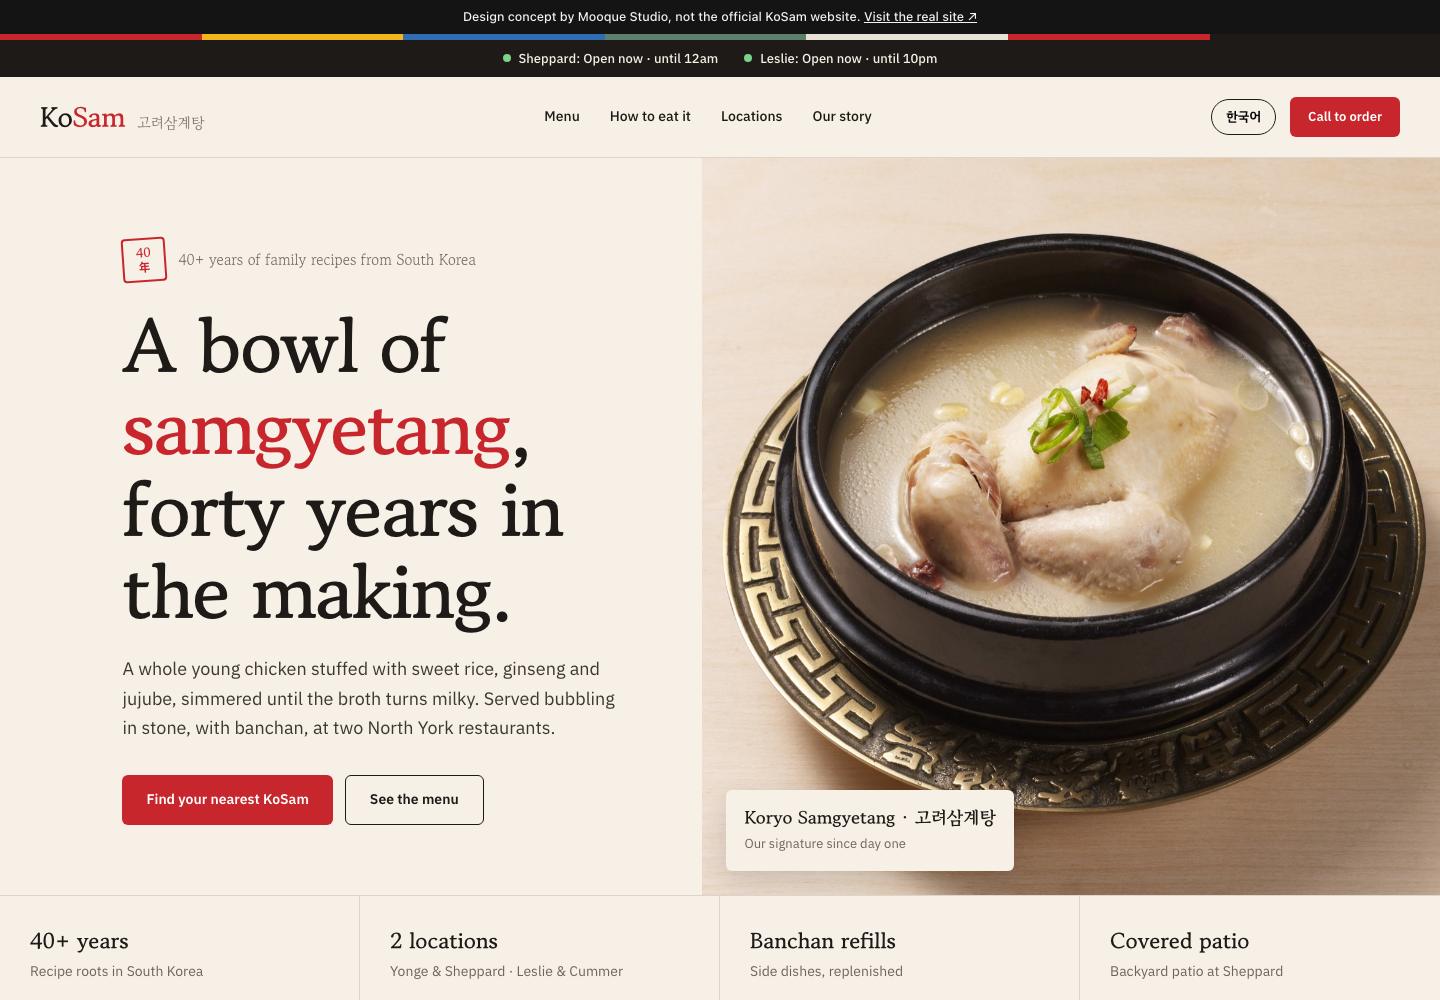 Design concept by Mooque Studio, not the official KoSam website. Visit the real site ↗
Sheppard: Open now · until 12am
Leslie: Open now · until 10pm
KoSam 고려삼계탕
Menu
How to eat it
Locations
Our story
한국어
Call to order
40
年
40+ years of family recipes from South Korea
A bowl of
samgyetang,
forty years in
the making.
A whole young chicken stuffed with sweet rice, ginseng and
jujube, simmered until the broth turns milky. Served bubbling
in stone, with banchan, at two North York restaurants.
Find your nearest KoSam
See the menu
Koryo Samgyetang · 고려삼계탕
Our signature since day one
40+ years
Recipe roots in South Korea
2 locations
Yonge & Sheppard · Leslie & Cummer
Banchan refills
Side dishes, replenished
Covered patio
Backyard patio at Sheppard